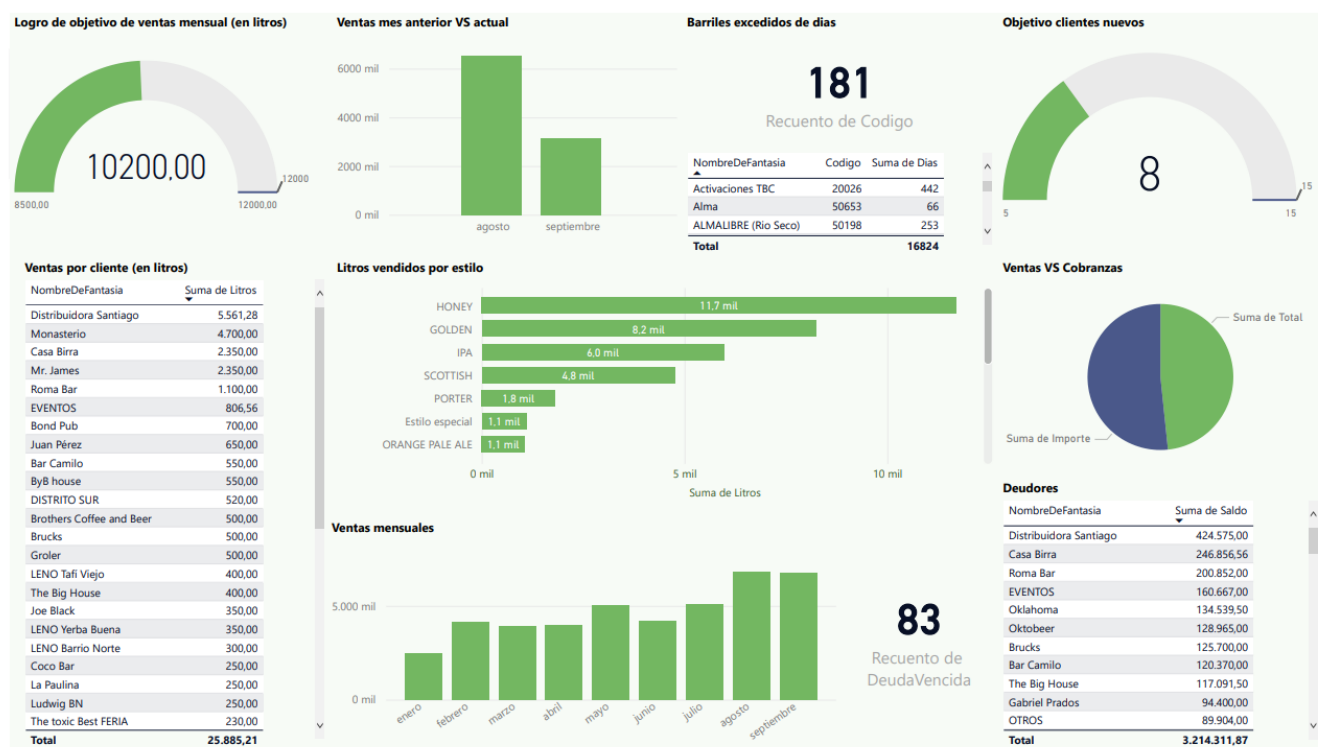 Logro de objetivo de ventas mensual (en litros)
10200,00
8500,00
12000,00
12000
Ventas mes anterior VS actual
6000 mil
4000 mil
2000 mil
0 mil
agosto septiembre
Barriles excedidos de dias
181
Recuento de Codigo
NombreDeFantasia Codigo Suma de Dias
Activaciones TBC 20026 442
Alma 50653 66
ALMALIBRE (Rio Seco) 50198 253
Total 16824
Objetivo clientes nuevos
8
5
15
15
Ventas por cliente (en litros)
NombreDeFantasia Suma de Litros
Distribuidora Santiago 5.561,28
Monasterio 4.700,00
Casa Birra 2.350,00
Mr. James 2.350,00
Roma Bar 1.100,00
EVENTOS 806,56
Bond Pub 700,00
Juan Pérez 650,00
Bar Camilo 550,00
ByB house 550,00
DISTRITO SUR 520,00
Brothers Coffee and Beer 500,00
Brucks 500,00
Groler 500,00
LENO Tafi Viejo 400,00
The Big House 400,00
Joe Black 350,00
LENO Yerba Buena 350,00
LENO Barrio Norte 300,00
Coco Bar 250,00
La Paulina 250,00
Ludwig BN 250,00
The toxic Best FERIA 230,00
Total 25.885,21
Litros vendidos por estilo
HONEY 11,7 mil
GOLDEN 8,2 mil
IPA 6,0 mil
SCOTTISH 4,8 mil
PORTER 1,8 mil
Estilo especial 1,1 mil
ORANGE PALE ALE 1,1 mil
0 mil 5 mil 10 mil
Suma de Litros
Ventas mensuales
5.000 mil
0 mil
enero febrero marzo abril mayo junio julio agosto septiembre
83
Recuento de
DeudaVencida
Ventas VS Cobranzas
Suma de Total
Suma de Importe
Deudores
NombreDeFantasia Suma de Saldo
Distribuidora Santiago 424.575,00
Casa Birra 246.856,56
Roma Bar 200.852,00
EVENTOS 160.667,00
Oklahoma 134.539,50
Oktobeer 128.965,00
Brucks 125.700,00
Bar Camilo 120.370,00
The Big House 117.091,50
Gabriel Prados 94.400,00
OTROS 89.904,00
Total 3.214.311,87